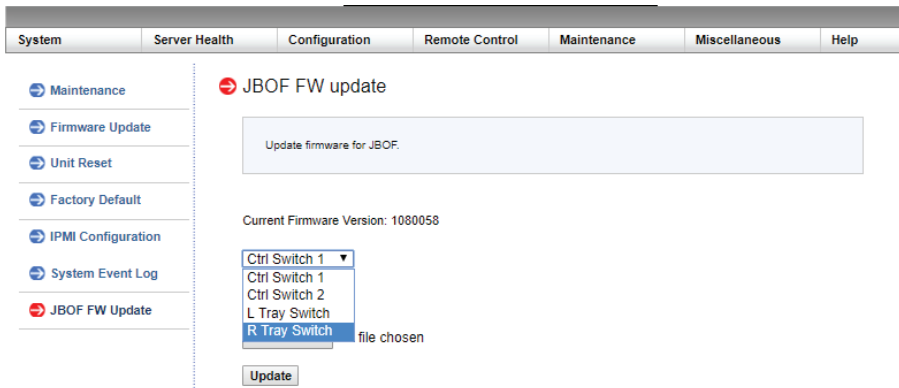 System Server Health Configuration Remote Control Maintenance Miscellaneous Help
Maintenance
Firmware Update
Unit Reset
Factory Default
IPMI Configuration
System Event Log
JBOF FW Update
JBOF FW update
Update firmware for JBOF.
Current Firmware Version: 1080058
Ctrl Switch 1
Ctrl Switch 1
Ctrl Switch 2
L Tray Switch
R Tray Switch
file chosen
Update